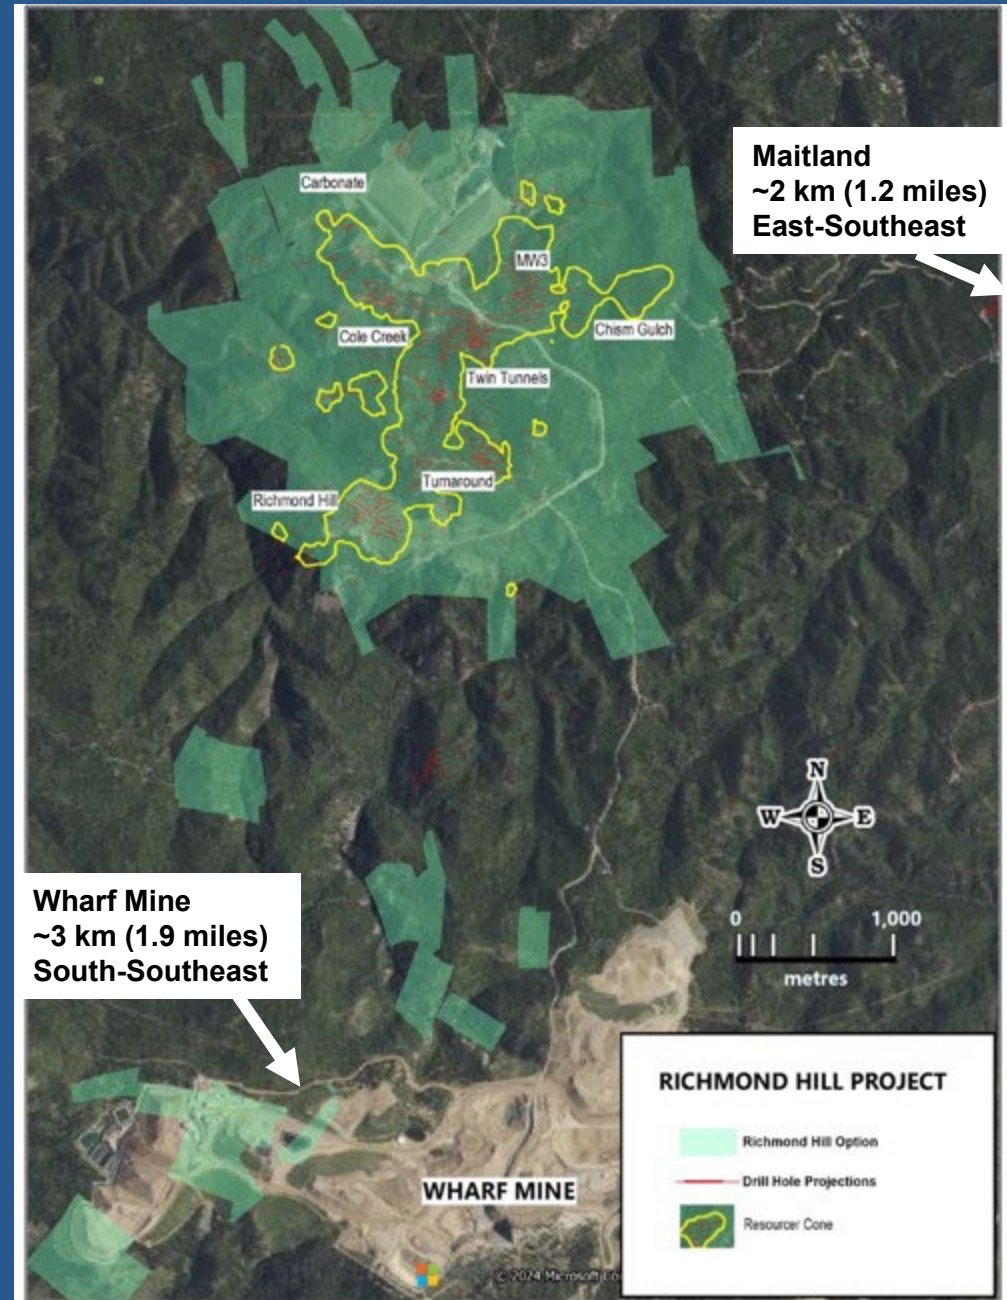 Maitland
~2 km (1.2 miles)
East-Southeast
Carbonate
MW3
Chism Gulch
Cole Creek
Twin Tunnels
Turnaround
Richmond Hill
N
W
E
S
Wharf Mine
~3 km (1.9 miles)
South-Southeast
0 1,000
metres
RICHMOND HILL PROJECT
Richmond Hill Option
Drill Hole Projections
Resourcer Cone
WHARF MINE
© 2024 Microsoft